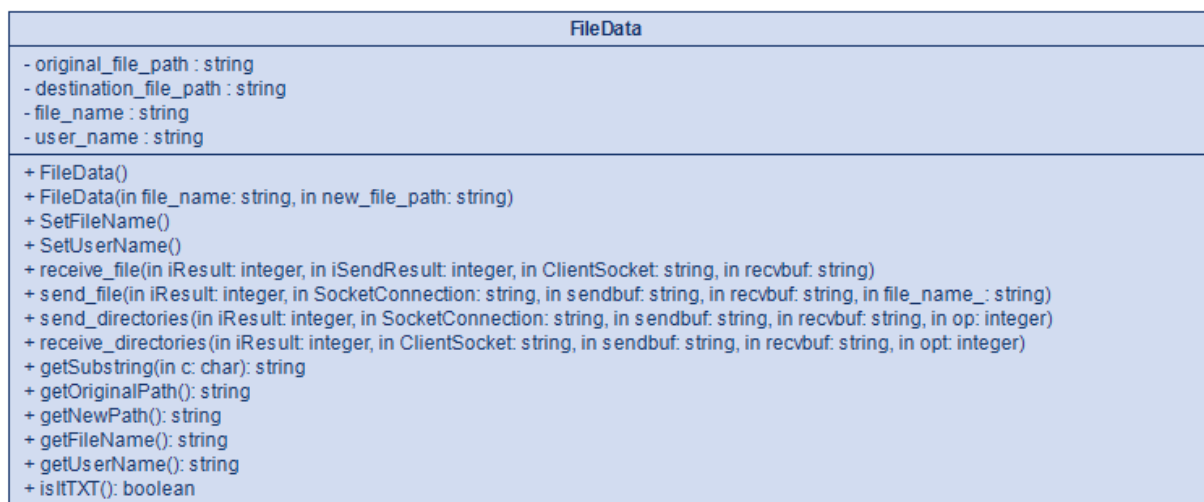 FileData
- original_file_path : string
- destination_file_path : string
- file_name : string
- user_name : string
+ FileData()
+ FileData(in file_name: string, in new_file_path: string)
+ SetFileName()
+ SetUserName()
+ receive_file(in iResult: integer, in iSendResult: integer, in ClientSocket: string, in recvbuf: string)
+ send_file(in iResult: integer, in SocketConnection: string, in sendbuf: string, in recvbuf: string, in file_name_: string)
+ send_directories(in iResult: integer, in SocketConnection: string, in sendbuf: string, in recvbuf: string, in op: integer)
+ receive_directories(in iResult: integer, in ClientSocket: string, in sendbuf: string, in recvbuf: string, in opt: integer)
+ getSubstring(in c: char): string
+ getOriginalPath(): string
+ getNewPath(): string
+ getFileName(): string
+ getUserName(): string
+ isItTXT(): boolean